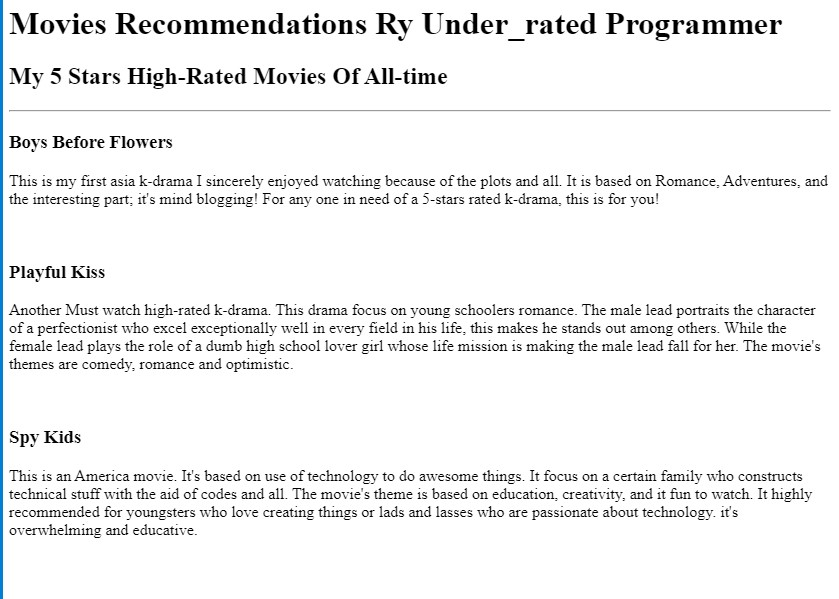 Movies Recommendations Ry Under_rated Programmer
My 5 Stars High-Rated Movies Of All-time
Boys Before Flowers
This is my first asia k-drama I sincerely enjoyed watching because of the plots and all. It is based on Romance, Adventures, and
the interesting part; it's mind blogging! For any one in need of a 5-stars rated k-drama, this is for you!
Playful Kiss
Another Must watch high-rated k-drama. This drama focus on young schoolers romance. The male lead portraits the character
of a perfectionist who excel exceptionally well in every field in his life, this makes he stands out among others. While the
female lead plays the role of a dumb high school lover girl whose life mission is making the male lead fall for her. The movie's
themes are comedy, romance and optimistic.
Spy Kids
This is an America movie. It's based on use of technology to do awesome things. It focus on a certain family who constructs
technical stuff with the aid of codes and all. The movie's theme is based on education, creativity, and it fun to watch. It highly
recommended for youngsters who love creating things or lads and lasses who are passionate about technology. it's
overwhelming and educative.